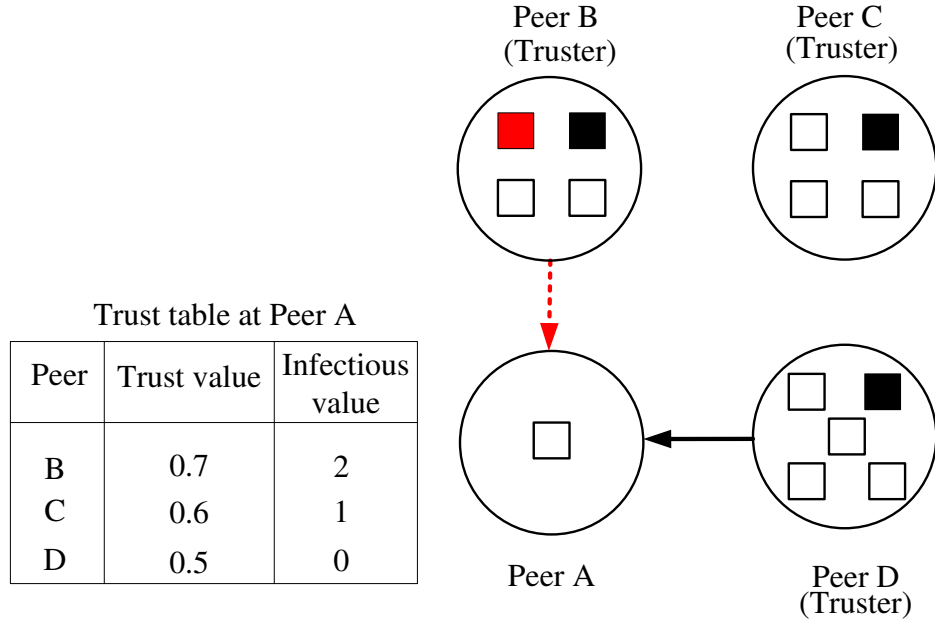 Peer B
(Truster)
Peer C
(Truster)
Trust table at Peer A
Peer Trust value Infectious
value
B 0.7 2
C 0.6 1
D 0.5 0
Peer A
Peer D
(Truster)